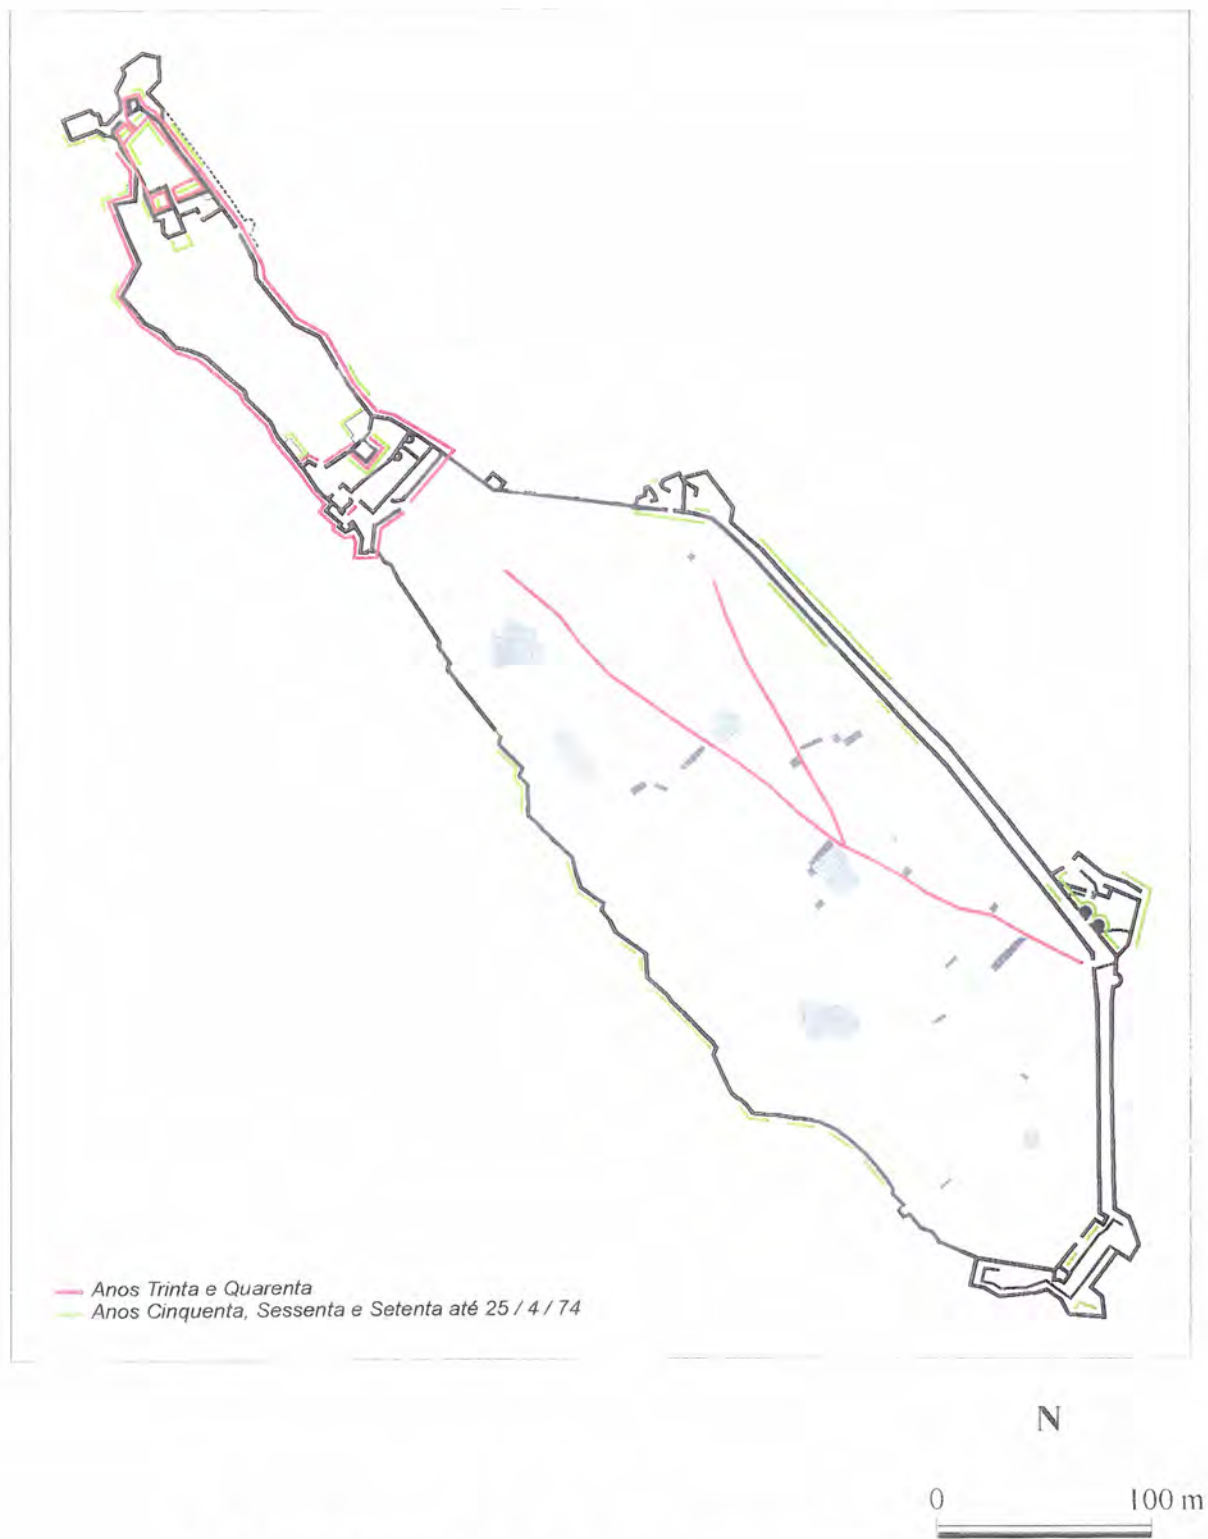 Anos Trinta e Quarenta
Anos Cinquenta, Sessenta e Setenta até 25 / 4 / 74
N
0 100 m